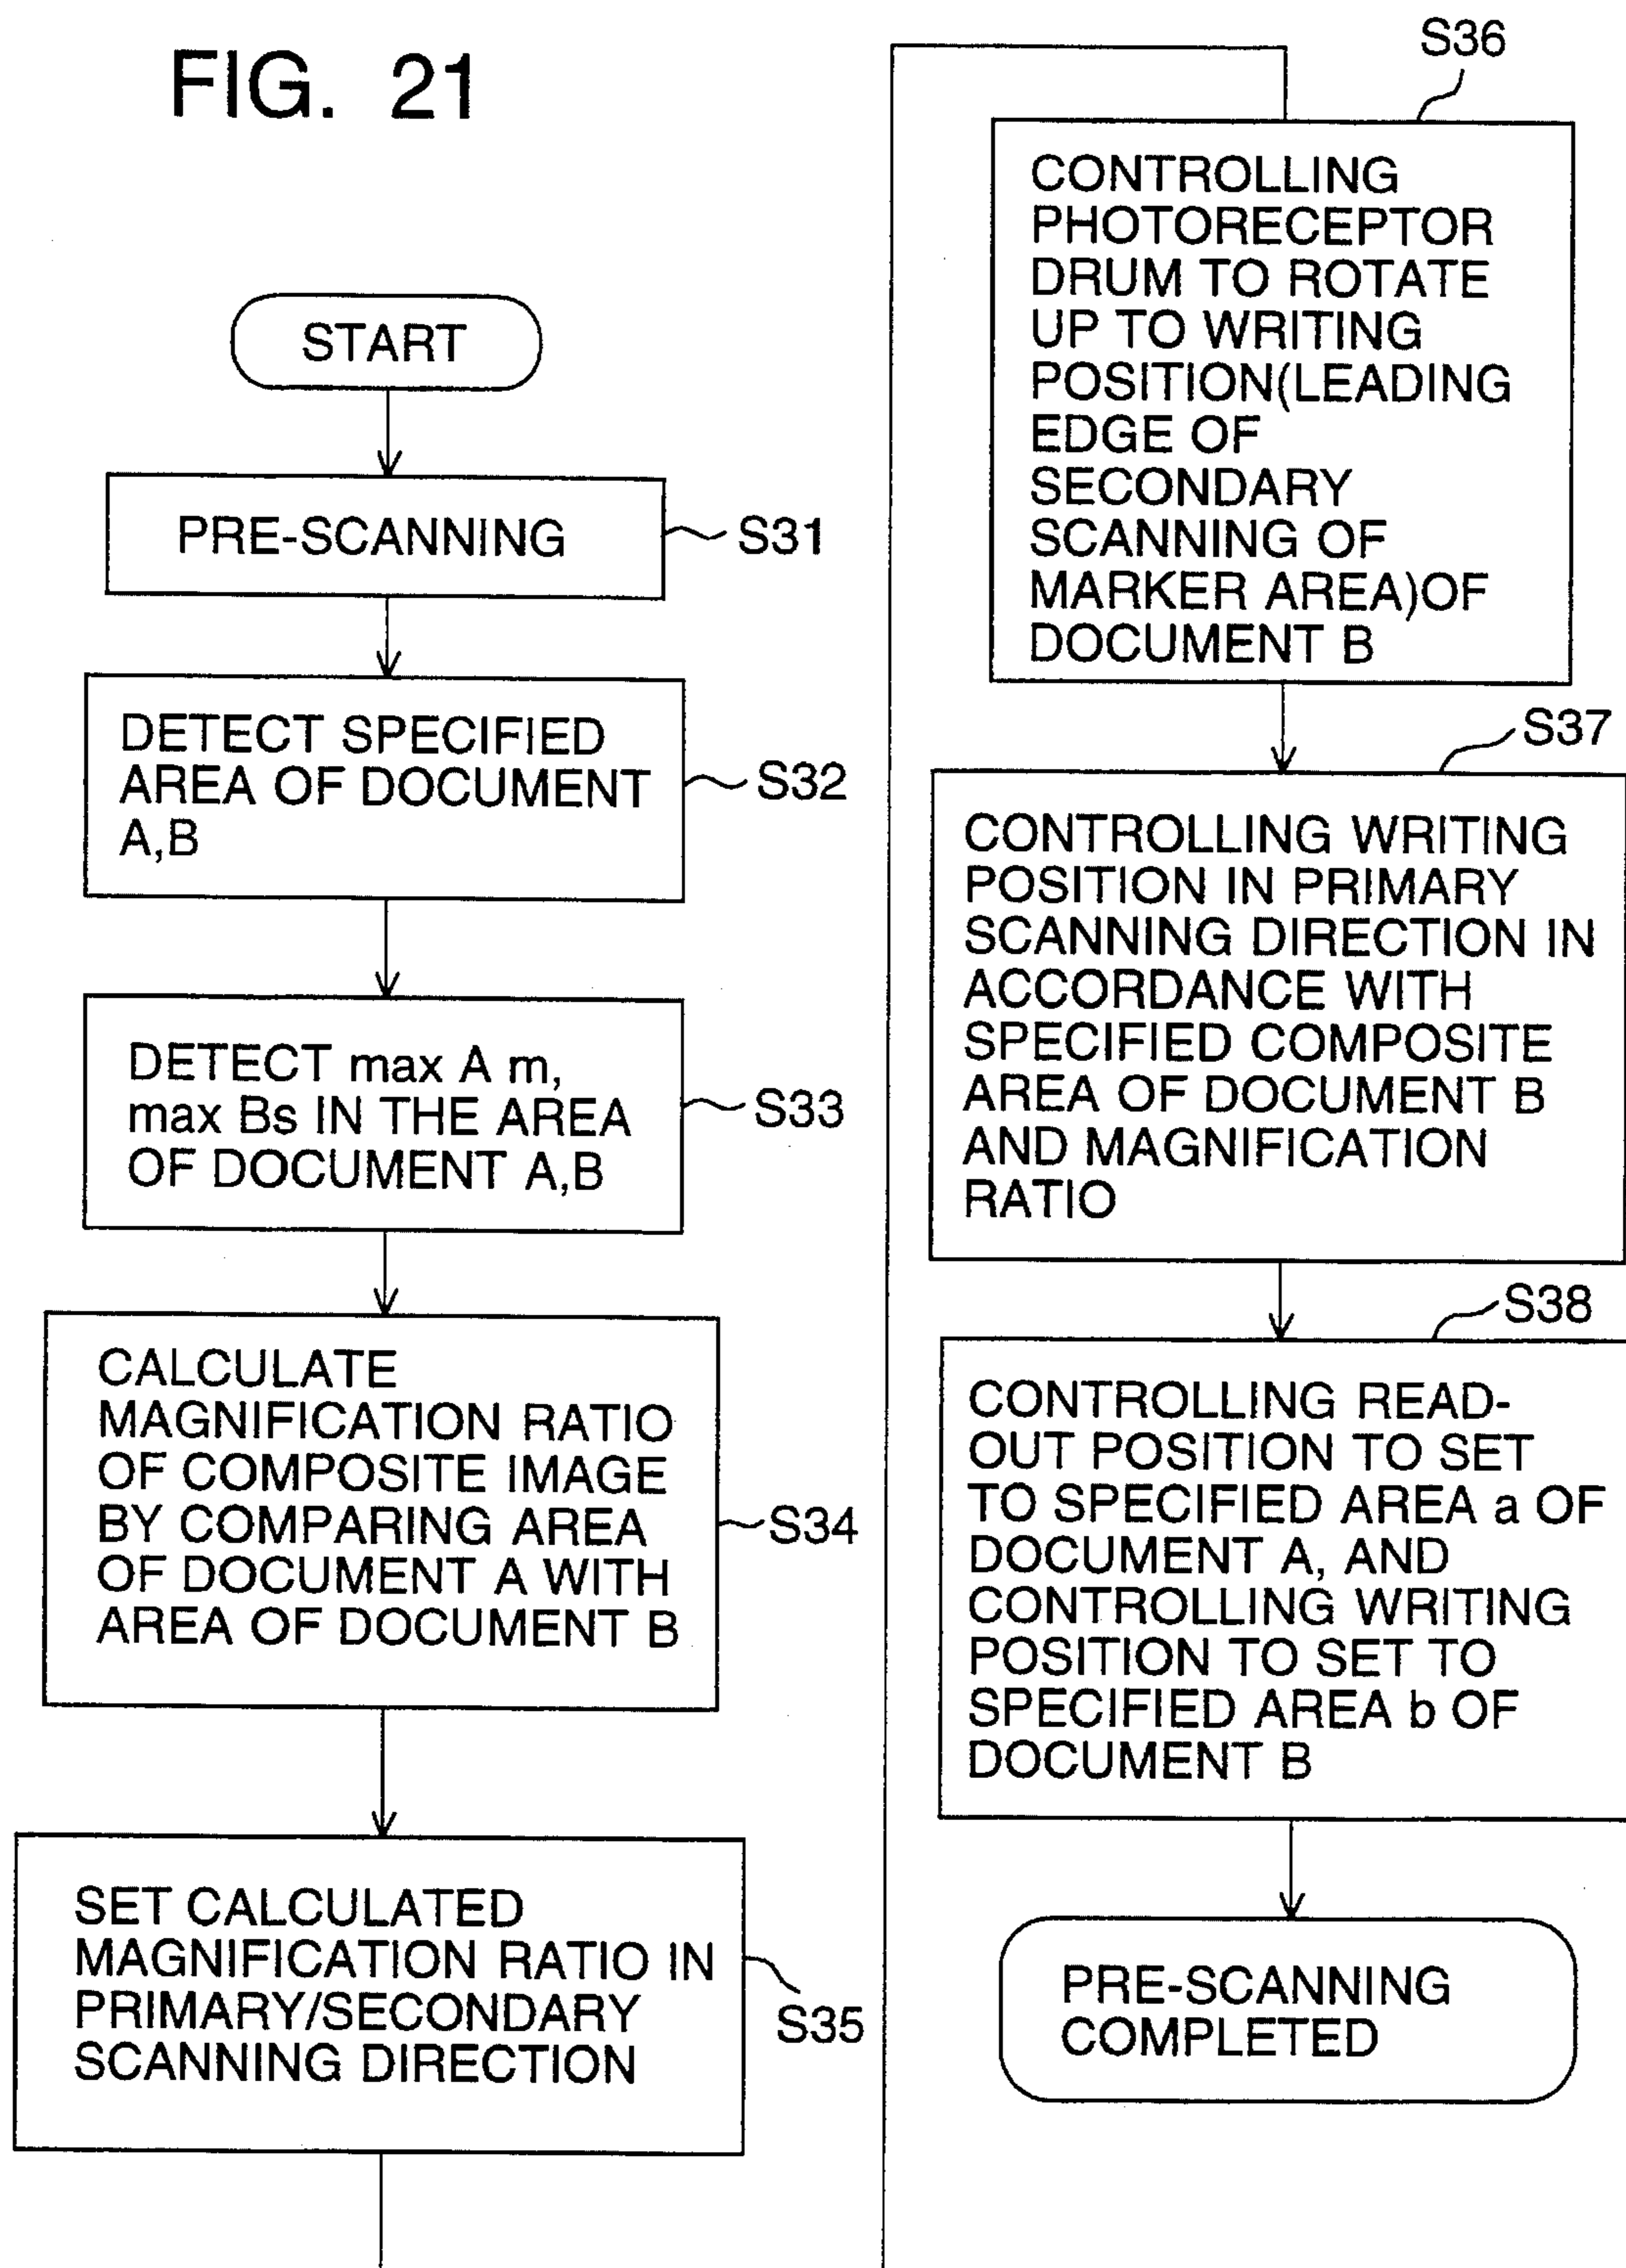 FIG. 21
START
PRE-SCANNING
S31
DETECT SPECIFIED
AREA OF DOCUMENT
A,B
S32
DETECT max A m,
max Bs IN THE AREA
OF DOCUMENT A,B
S33
CALCULATE
MAGNIFICATION RATIO
OF COMPOSITE IMAGE
BY COMPARING AREA
OF DOCUMENT A WITH
AREA OF DOCUMENT B
S34
SET CALCULATED
MAGNIFICATION RATIO IN
PRIMARY/SECONDARY
SCANNING DIRECTION
S35
S36
CONTROLLING
PHOTORECEPTOR
DRUM TO ROTATE
UP TO WRITING
POSITION(LEADING
EDGE OF
SECONDARY
SCANNING OF
MARKER AREA)OF
DOCUMENT B
S37
CONTROLLING WRITING
POSITION IN PRIMARY
SCANNING DIRECTION IN
ACCORDANCE WITH
SPECIFIED COMPOSITE
AREA OF DOCUMENT B
AND MAGNIFICATION
RATIO
S38
CONTROLLING READ-
OUT POSITION TO SET
TO SPECIFIED AREA a OF
DOCUMENT A, AND
CONTROLLING WRITING
POSITION TO SET TO
SPECIFIED AREA b OF
DOCUMENT B
PRE-SCANNING
COMPLETED